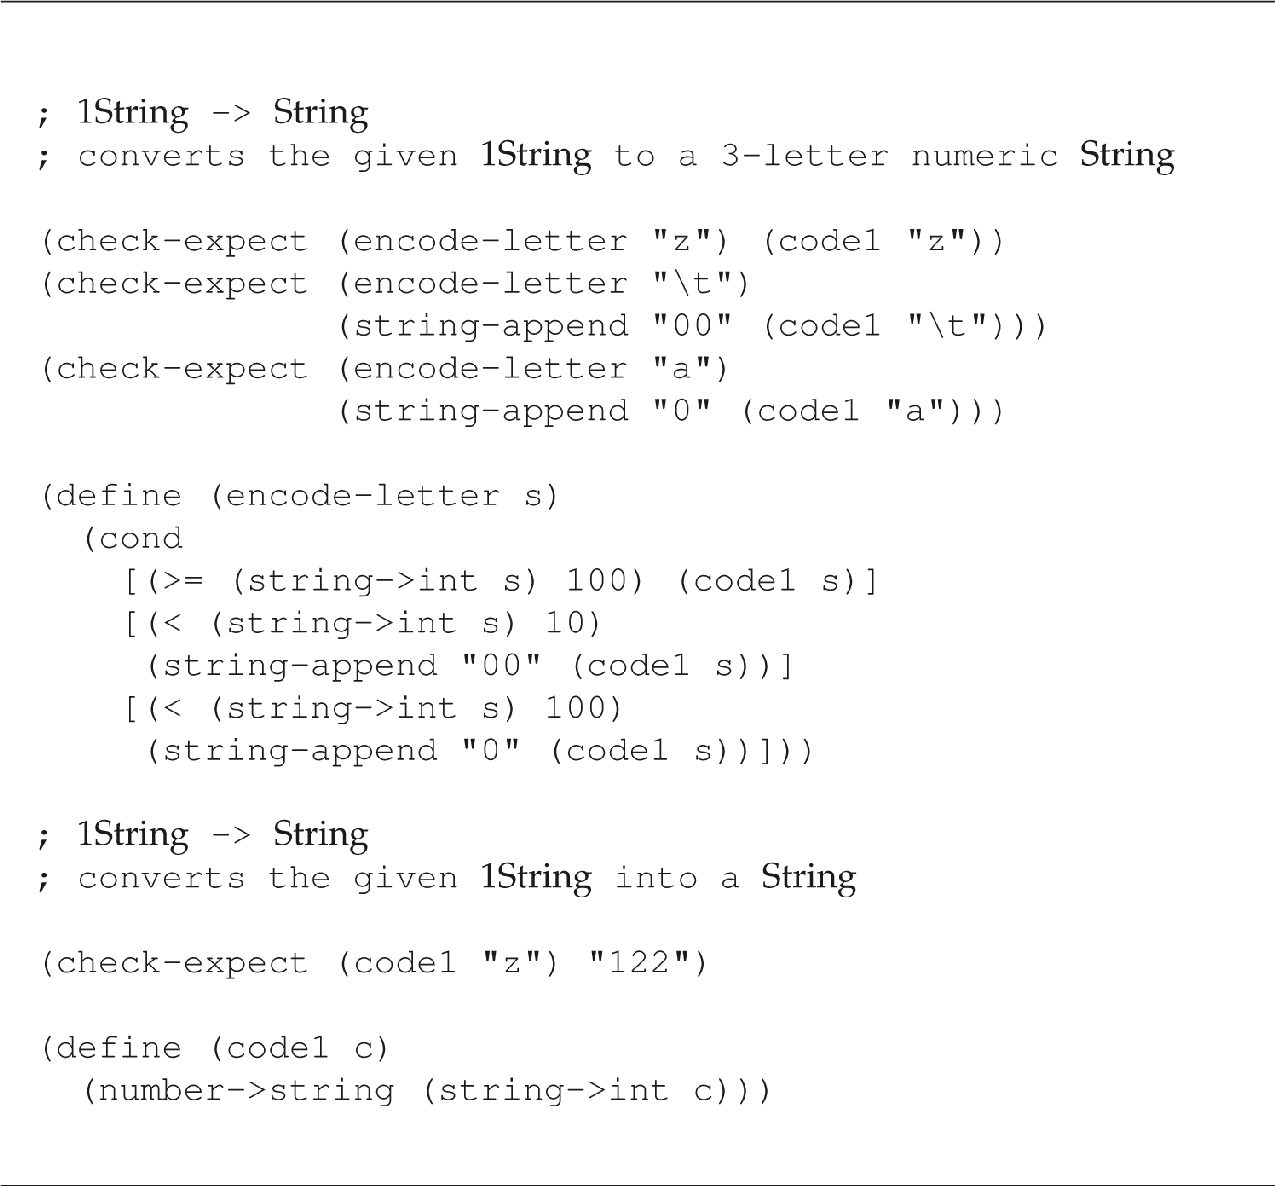 ; 1String -> String
; converts the given 1String to a 3-letter numeric String
(check-expect (encode-letter "z") (code1 "z"))
(check-expect (encode-letter "\t")
(string-append "00" (code1 "\t")))
(check-expect (encode-letter "a")
(string-append "0" (code1 "a")))
(define (encode-letter s)
(cond
[(>= (string->int s) 100) (code1 s)]
[(< (string->int s) 10)
(string-append "00" (code1 s))]
[(< (string->int s) 100)
(string-append "0" (code1 s))]))
; 1String -> String
; converts the given 1String into a String
(check-expect (code1 "z") "122")
(define (code1 c)
(number->string (string->int c)))